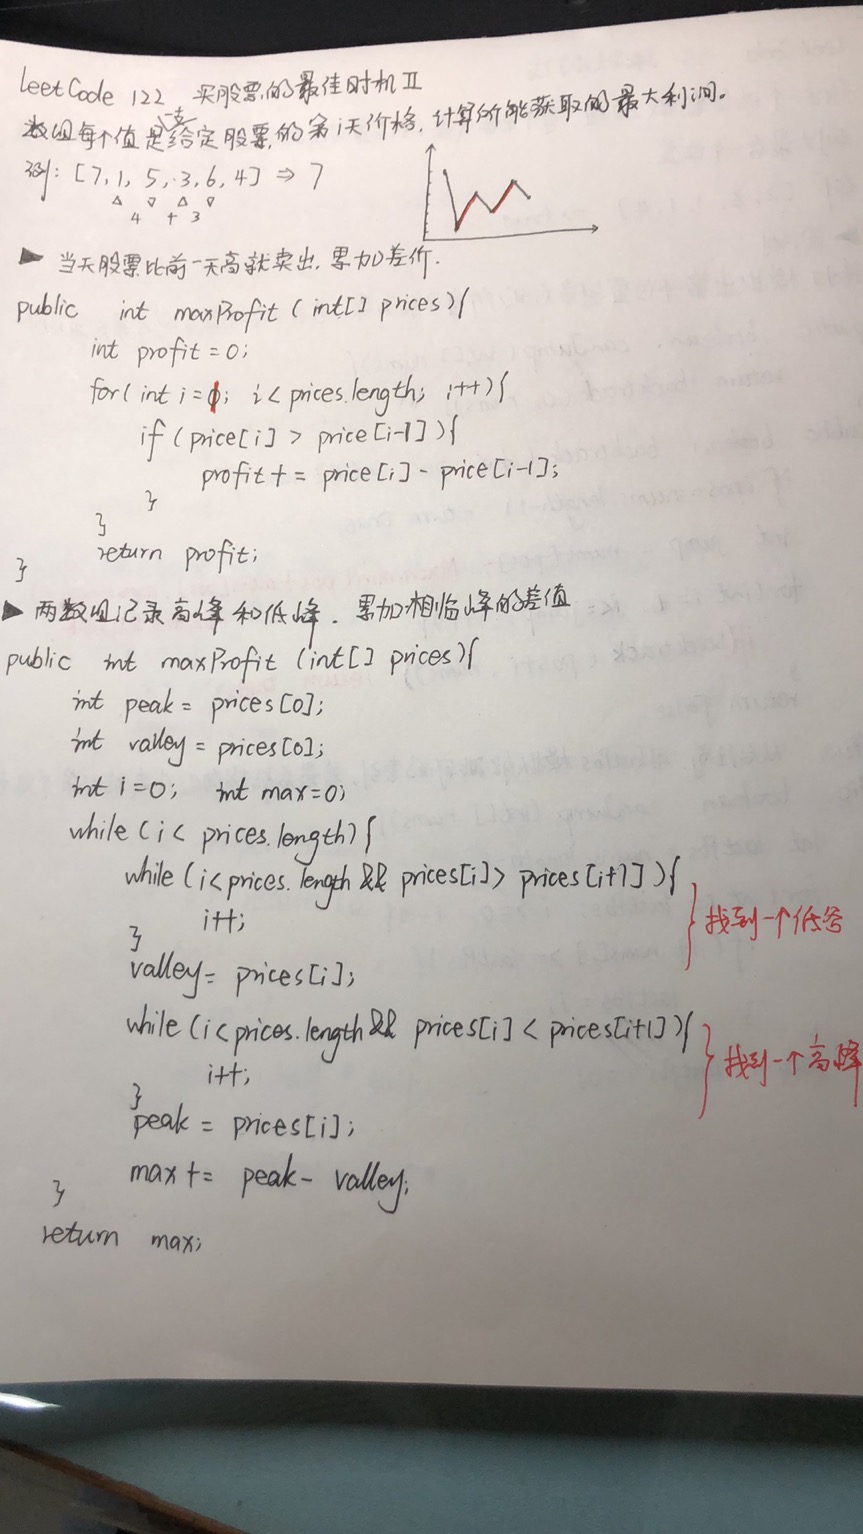 LeetCode 122 买股票的最佳时机 II
数组每个值是一支给定股票的第i天价格,计算所能获取的最大利润。
例: [7,1,5,3,6,4] ⇒ 7
△ ▽ △ ▽
4 + 3
▶ 当天股票比前一天高就卖出,累加差价.
public int maxProfit (int[] prices){
int profit = 0;
for( int i=1; i< prices.length; i++){
if (price[i] > price[i-1]){
profit += price[i] - price[i-1];
}
}
return profit;
}
▶ 两数组记录高峰和低峰. 累加相临峰的差值
public int maxProfit (int[] prices){
int peak = prices[0];
int valley = prices[0];
int i=0; int max=0;
while (i< prices.length){
while (i<prices.length && prices[i]> prices[i+1]){
i++;
}
找到一个低谷
valley= prices[i];
while (i<prices.length && prices[i] < prices[i+1]){
i++;
}
找到一个高峰
peak = prices[i];
max += peak- valley;
}
return max;